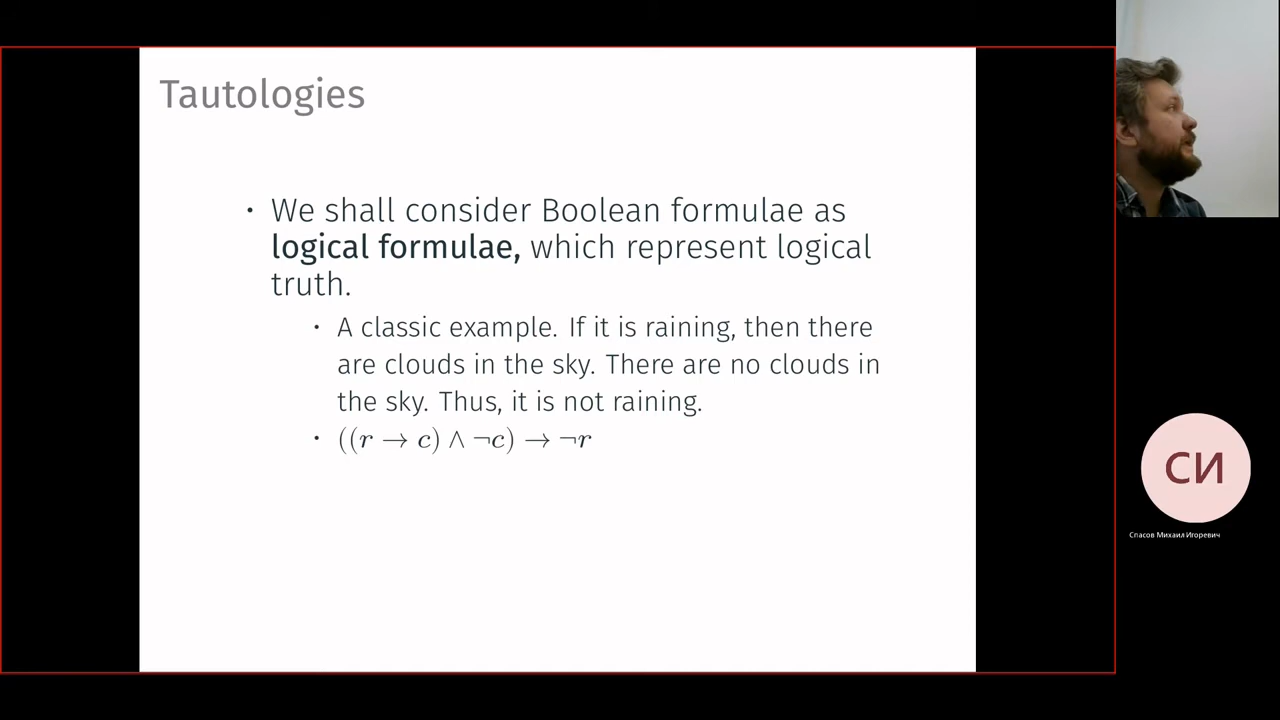 Tautologies
• We shall consider Boolean formulae as
logical formulae, which represent logical
truth.
• A classic example. If it is raining, then there
are clouds in the sky. There are no clouds in
the sky. Thus, it is not raining.
• ((r → c) ∧ ¬c) → ¬r
СИ
Спасов Михаил Игоревич